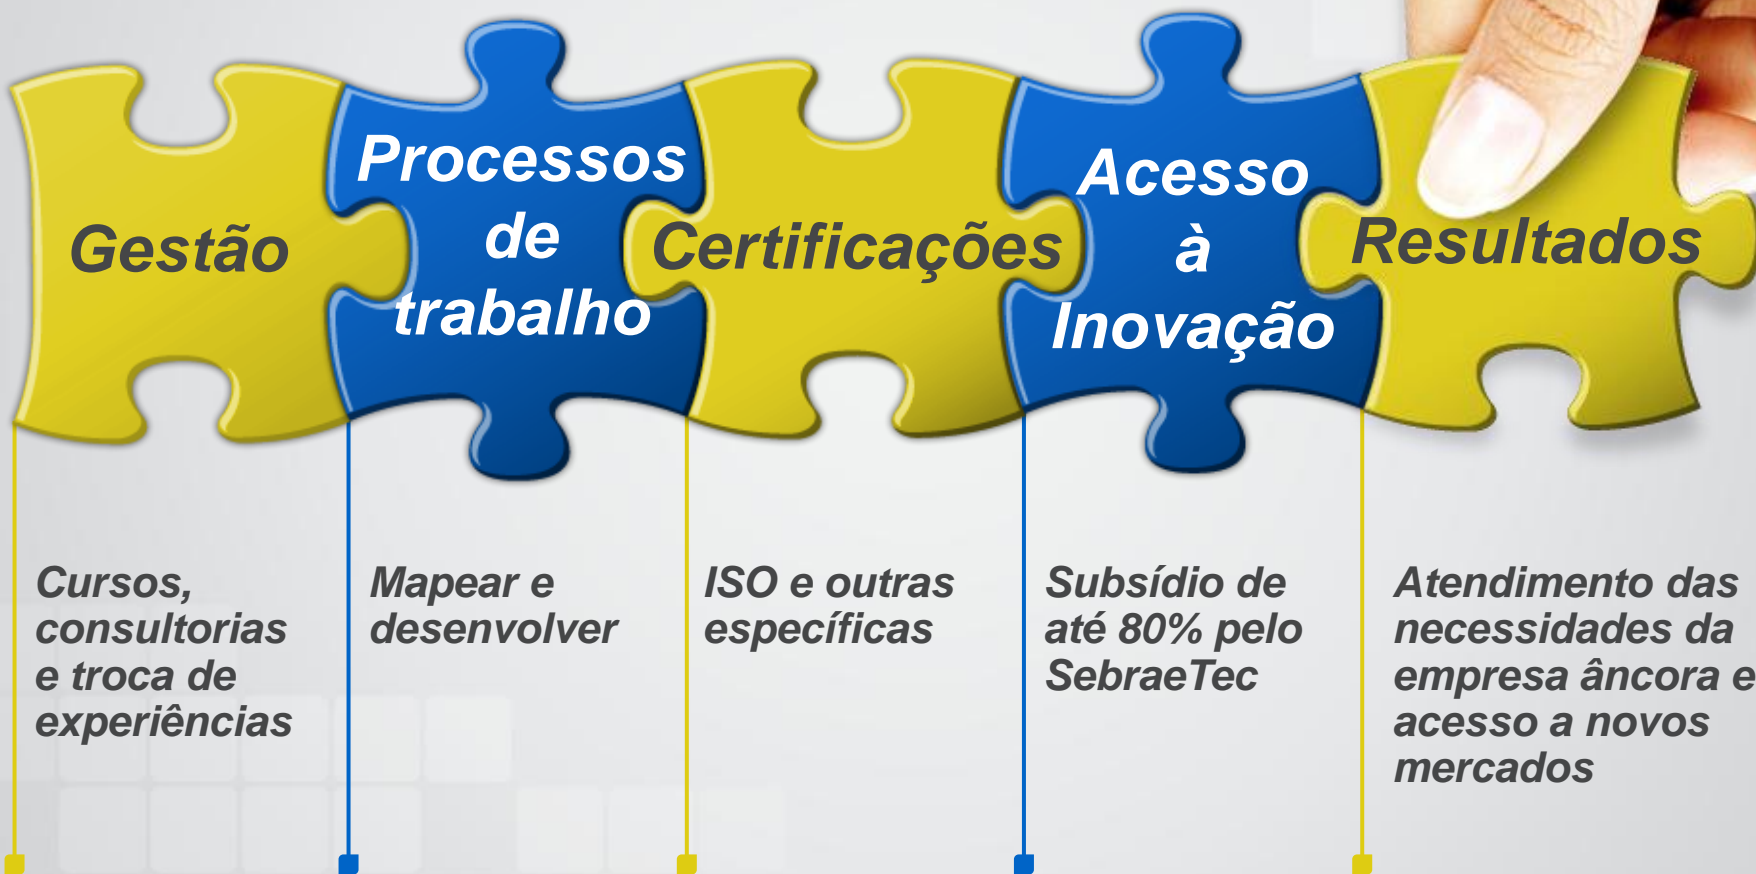 Gestão
Processos
de
trabalho
Certificações
Acesso
à
Inovação
Resultados
Cursos,
consultorias
e troca de
experiências
Mapear e
desenvolver
ISO e outras
específicas
Subsídio de
até 80% pelo
SebraeTec
Atendimento das
necessidades da
empresa âncora e
acesso a novos
mercados